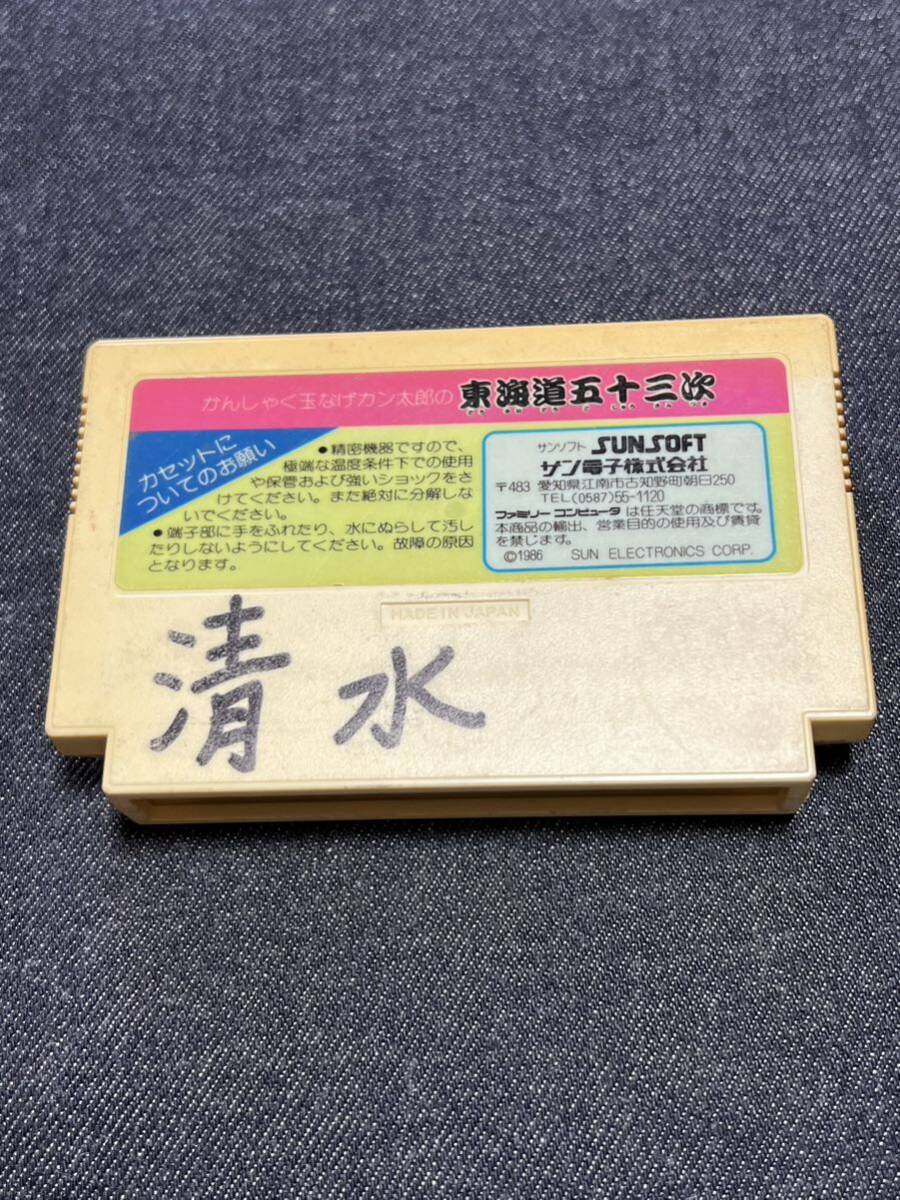 かんしゃく玉なげカン太郎の 東海道五十三次
カセットに
ついてのお願い
●精密機器ですので、
極端な温度条件下での使用
や保管および強いショックをさ
けてください。また絶対に分解しな
いでください。
●端子部に手をふれたり、水にぬらして汚し
たりしないようにしてください。故障の原因
となります。
サンソフト SUNSOFT
サン電子株式会社
〒483 愛知県江南市古知野町朝日250
TEL(0587)55-1120
ファミリーコンピュータは任天堂の商標です。
本商品の輸出、営業目的の使用及び賃貸
を禁じます。
©1986 SUN ELECTRONICS CORP.
MADE IN JAPAN
清水